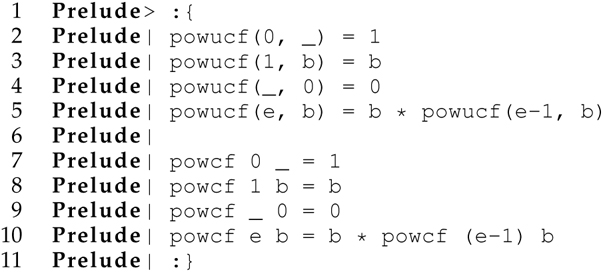 1 Prelude> :{
2 Prelude| powucf(0, _) = 1
3 Prelude| powucf(1, b) = b
4 Prelude| powucf(_, 0) = 0
5 Prelude| powucf(e, b) = b * powucf(e-1, b)
6 Prelude|
7 Prelude| powcf 0 _ = 1
8 Prelude| powcf 1 b = b
9 Prelude| powcf _ 0 = 0
10 Prelude| powcf e b = b * powcf (e-1) b
11 Prelude| :}